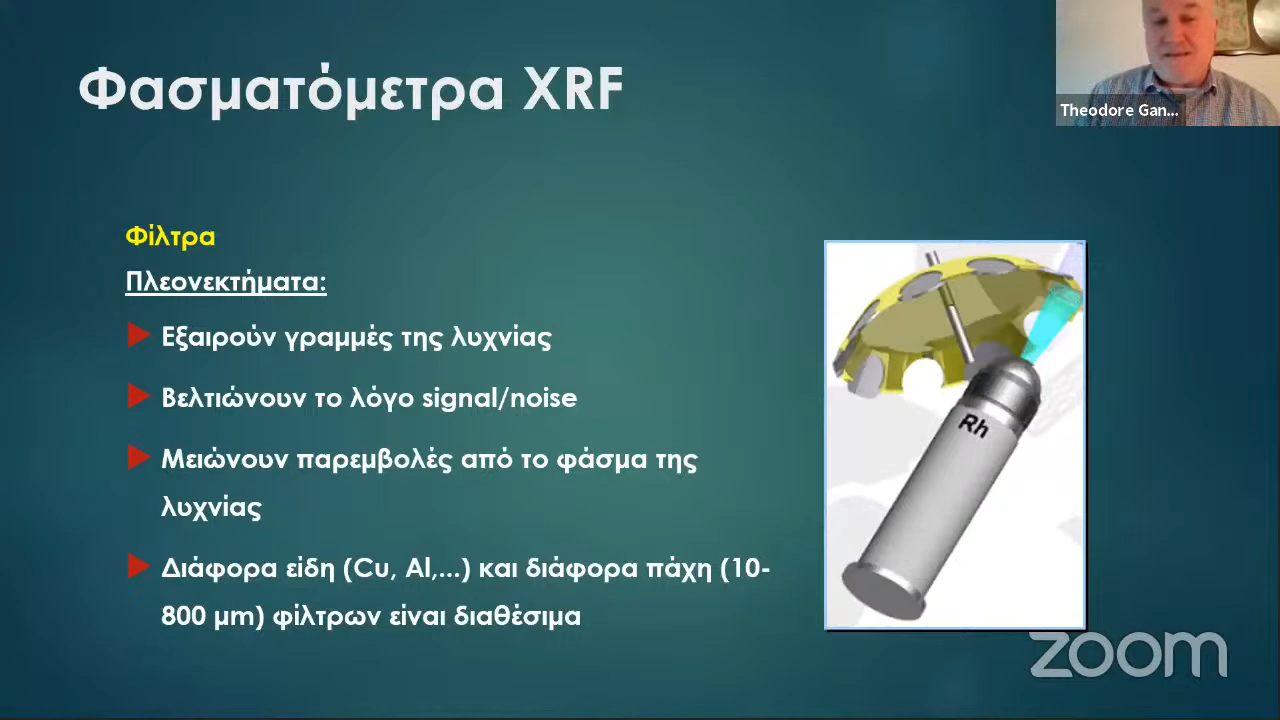 Φασματόμετρα XRF
Theodore Gan...
Φίλτρα
Πλεονεκτήματα:
Εξαιρούν γραμμές της λυχνίας
Βελτιώνουν το λόγο signal/noise
Μειώνουν παρεμβολές από το φάσμα της
λυχνίας
Διάφορα είδη (Cu, Al,...) και διάφορα πάχη (10-
800 μm) φίλτρων είναι διαθέσιμα
Rh
zoom